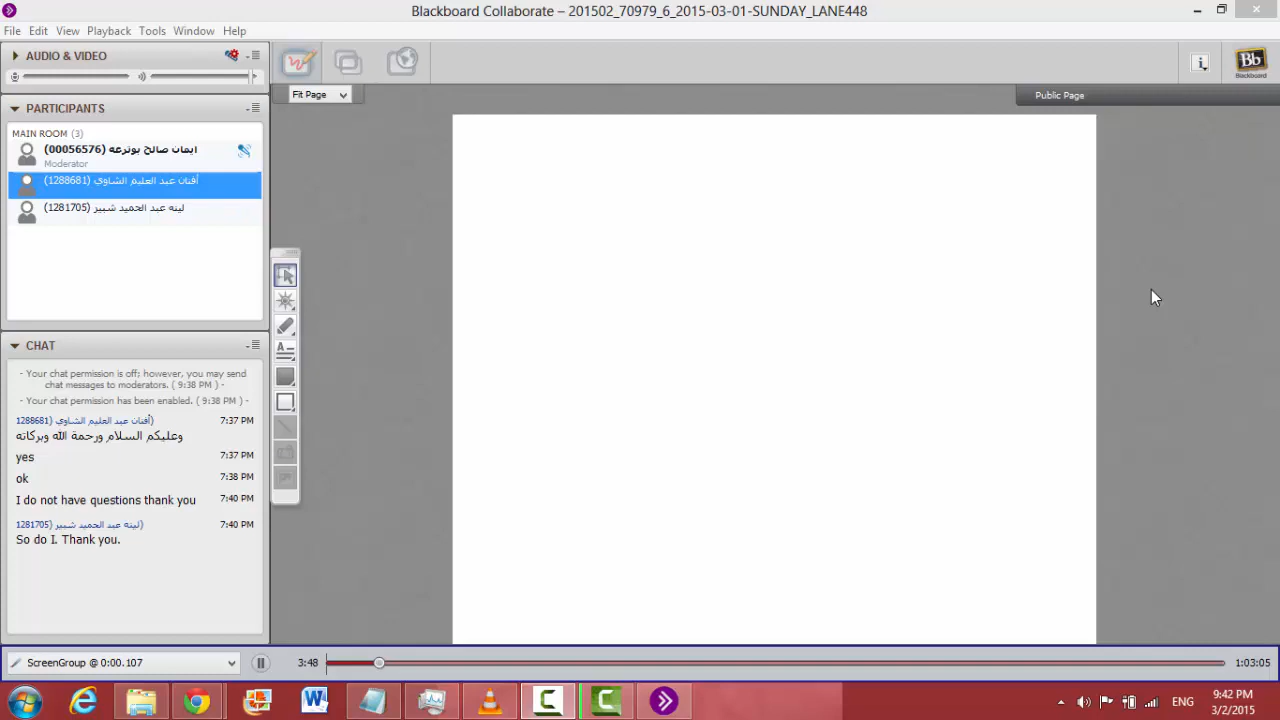 Blackboard Collaborate – 201502_70979_6_2015-03-01-SUNDAY_LANE448
File Edit View Playback Tools Window Help
AUDIO & VIDEO
Bb
Blackboard
Fit Page
Public Page
PARTICIPANTS
MAIN ROOM (3)
ايمان صالح بونرعه (00056576)
Moderator
أفنان عبد العليم الشاوي (1288681)
لينه عبد الحميد شبير (1281705)
CHAT
- Your chat permission is off; however, you may send
chat messages to moderators. ( 9:38 PM ) -
- Your chat permission has been enabled. ( 9:38 PM ) -
أفنان عبد العليم الشاوي (1288681) 7:37 PM
وعليكم السلام ورحمة الله وبركاته
yes 7:37 PM
ok 7:38 PM
I do not have questions thank you 7:40 PM
لينه عبد الحميد شبير (1281705) 7:40 PM
So do I. Thank you.
ScreenGroup @ 0:00.107
3:48
1:03:05
ENG
9:42 PM
3/2/2015